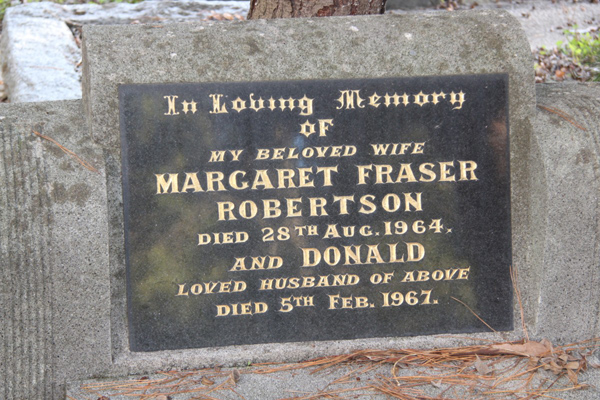 In Loving Memory
OF
MY BELOVED WIFE
MARGARET FRASER
ROBERTSON
DIED 28TH AUG. 1964.
AND DONALD
LOVED HUSBAND OF ABOVE
DIED 5TH FEB. 1967.